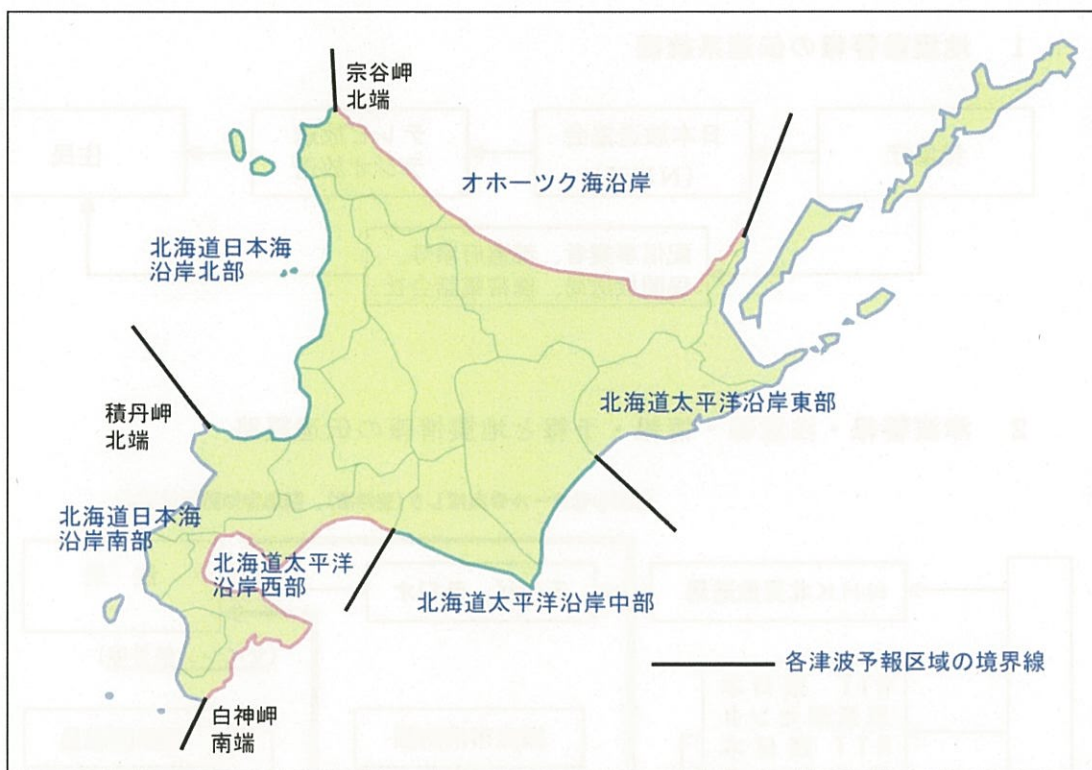 宗谷岬
北端
オホーツク海沿岸
北海道日本海
沿岸北部
積丹岬
北端
北海道太平洋沿岸東部
北海道日本海
沿岸南部
北海道太平洋
沿岸西部
北海道太平洋沿岸中部
各津波予報区域の境界線
白神岬
南端